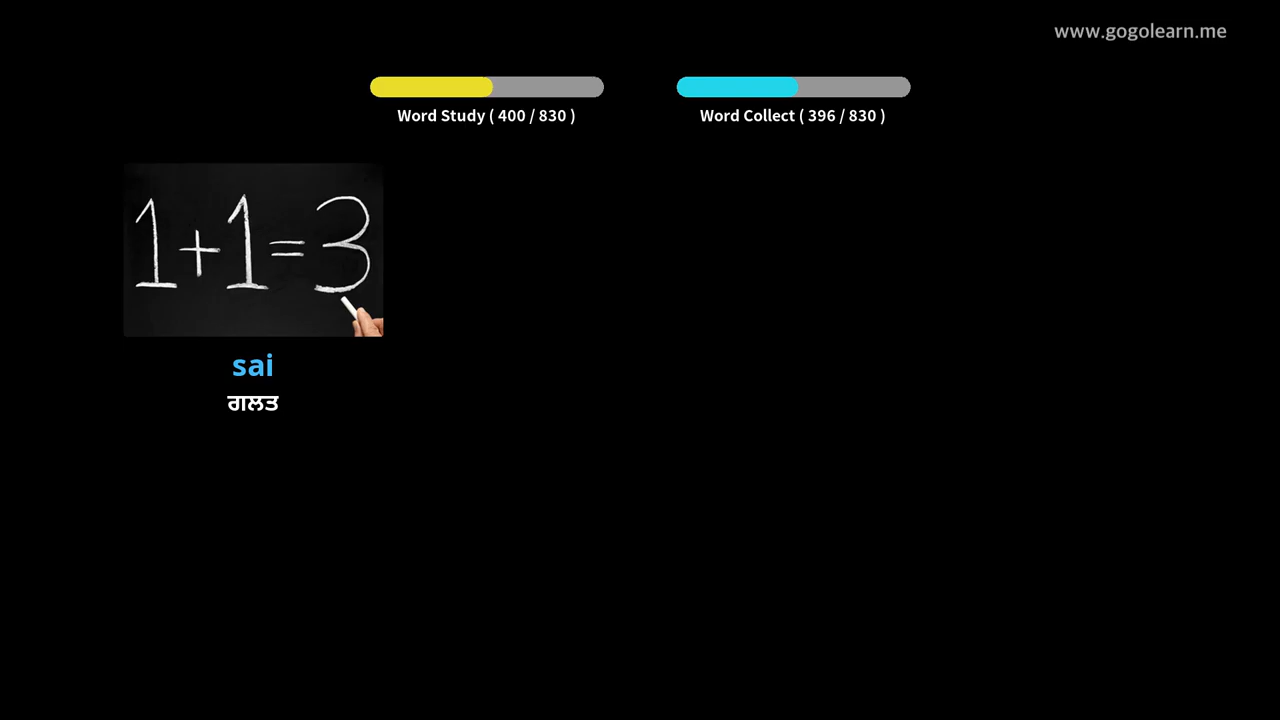 www.gogolearn.me
Word Study ( 400 / 830 )
Word Collect ( 396 / 830 )
1+1=3
sai
ਗਲਤ